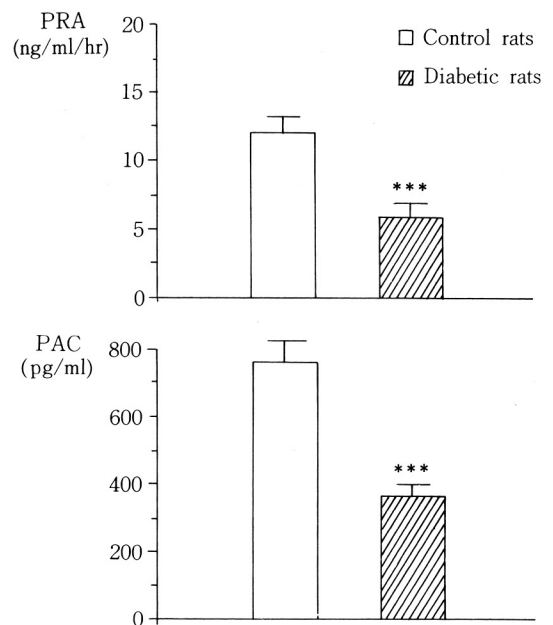 PRA
(ng/ml/hr)
20
15
10
5
0
□ Control rats
▨ Diabetic rats
***
PAC
(pg/ml)
800
600
400
200
0
***